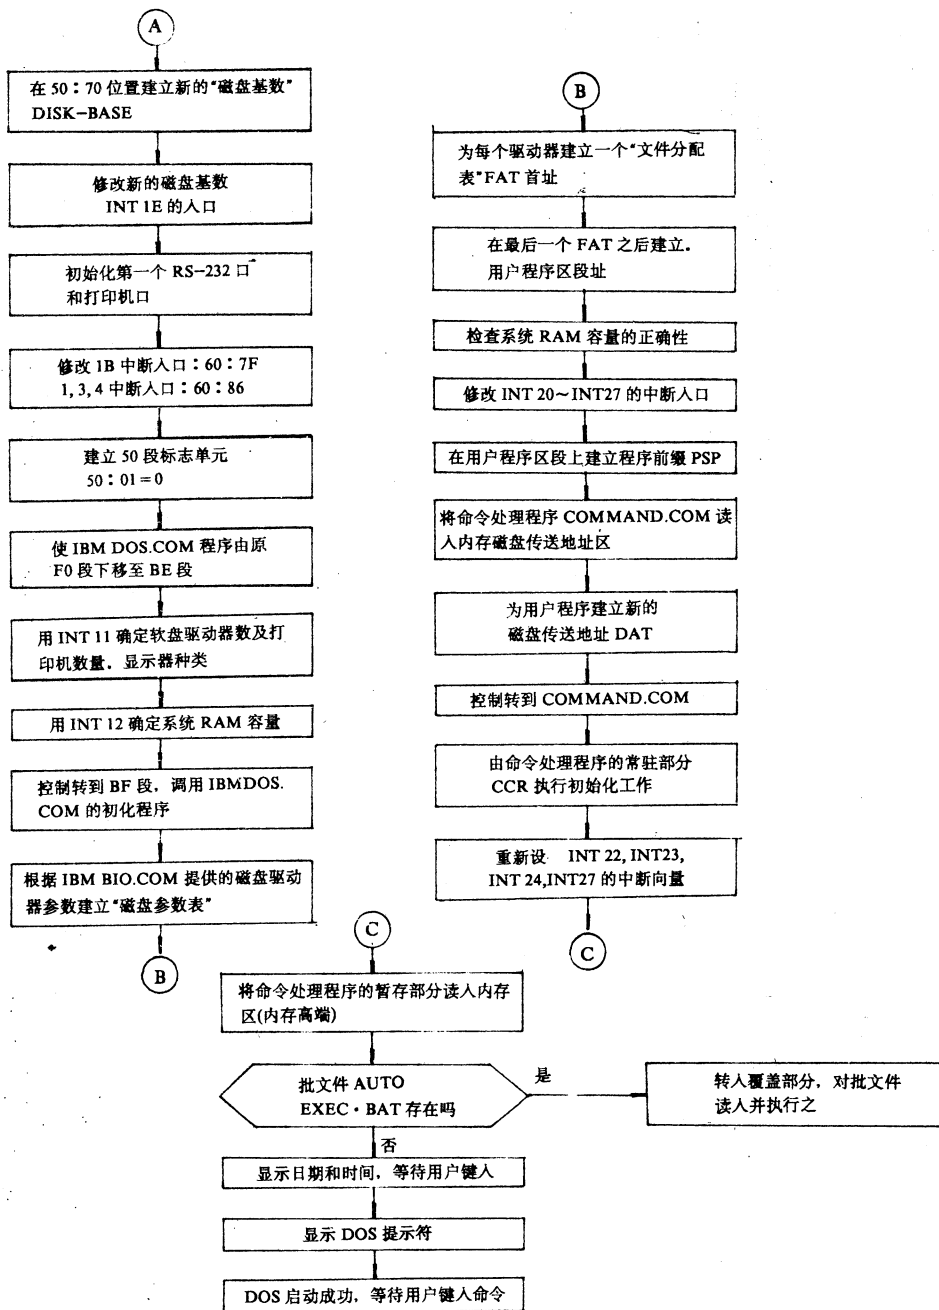 A
在 50：70 位置建立新的“磁盘基数”
DISK-BASE
修改新的磁盘基数
INT 1E 的入口
初始化第一个 RS-232 口
和打印机口
修改 1B 中断入口：60：7F
1, 3, 4 中断入口：60：86
建立 50 段标志单元
50：01＝0
使 IBM DOS.COM 程序由原
F0 段下移至 BE 段
用 INT 11 确定软盘驱动器数及打
印机数量．显示器种类
用 INT 12 确定系统 RAM 容量
控制转到 BF 段，调用 IBMDOS.
COM 的初化程序
根据 IBM BIO.COM 提供的磁盘驱动
器参数建立“磁盘参数表”
B
B
为每个驱动器建立一个“文件分配
表”FAT 首址
在最后一个 FAT 之后建立．
用户程序区段址
检查系统 RAM 容量的正确性
修改 INT 20～INT27 的中断入口
在用户程序区段上建立程序前缀 PSP
将命令处理程序 COMMAND.COM 读
入内存磁盘传送地址区
为用户程序建立新的
磁盘传送地址 DAT
控制转到 COMMAND.COM
由命令处理程序的常驻部分
CCR 执行初始化工作
重新设 INT 22, INT23,
INT 24,INT27 的中断向量
C
C
将命令处理程序的暂存部分读入内存
区(内存高端)
批文件 AUTO
EXEC·BAT 存在吗
是
转入覆盖部分，对批文件
读入并执行之
否
显示日期和时间，等待用户键入
显示 DOS 提示符
DOS 启动成功，等待用户键入命令